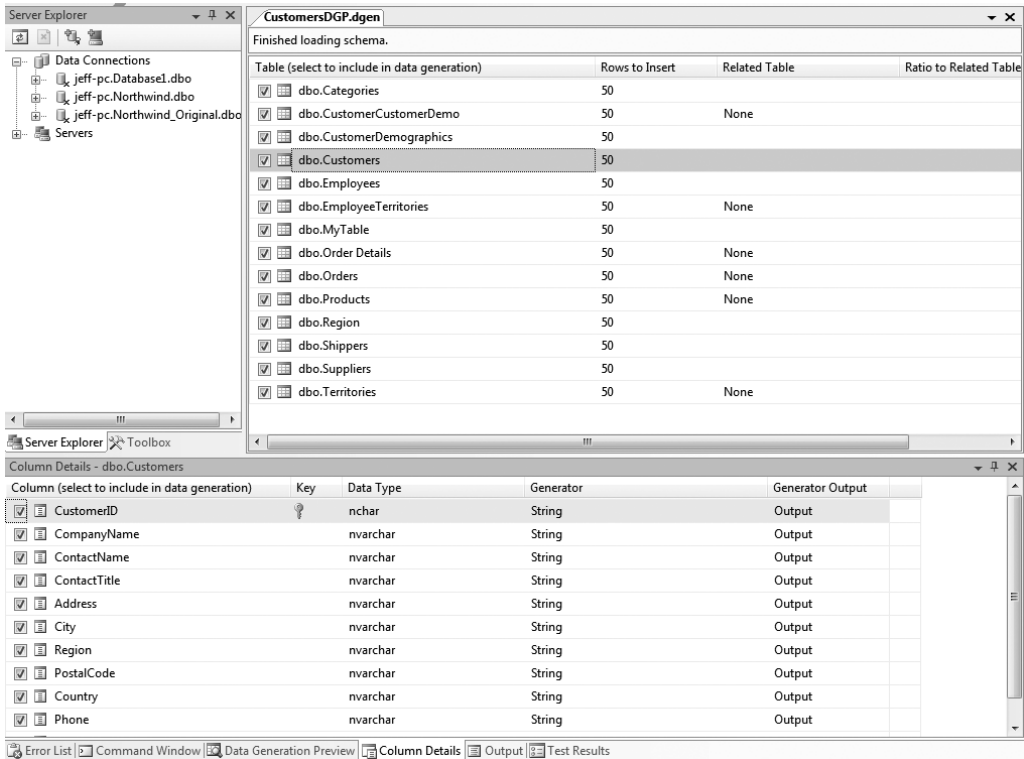 Server Explorer
Data Connections
jeff-pc.Database1.dbo
jeff-pc.Northwind.dbo
jeff-pc.Northwind_Original.dbo
Servers
Server Explorer Toolbox
CustomersDGP.dgen
Finished loading schema.
Table (select to include in data generation) Rows to Insert Related Table Ratio to Related Table
dbo.Categories 50
dbo.CustomerCustomerDemo 50 None
dbo.CustomerDemographics 50
dbo.Customers 50
dbo.Employees 50
dbo.EmployeeTerritories 50 None
dbo.MyTable 50
dbo.Order Details 50 None
dbo.Orders 50 None
dbo.Products 50 None
dbo.Region 50
dbo.Shippers 50
dbo.Suppliers 50
dbo.Territories 50 None
Column Details - dbo.Customers
Column (select to include in data generation) Key Data Type Generator Generator Output
CustomerID nchar String Output
CompanyName nvarchar String Output
ContactName nvarchar String Output
ContactTitle nvarchar String Output
Address nvarchar String Output
City nvarchar String Output
Region nvarchar String Output
PostalCode nvarchar String Output
Country nvarchar String Output
Phone nvarchar String Output
Error List Command Window Data Generation Preview Column Details Output Test Results